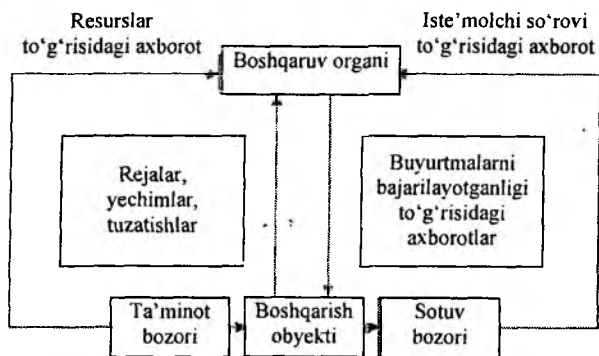 Resurslar
to‘g‘risidagi axborot
Iste’molchi so‘rovi
to‘g‘risidagi axborot
Boshqaruv organi
Rejalar,
yechimlar,
tuzatishlar
Buyurtmalarni
bajarilayotganligi
to‘g‘risidagi
axborotlar
Ta’minot
bozori
Boshqarish
obyekti
Sotuv
bozori